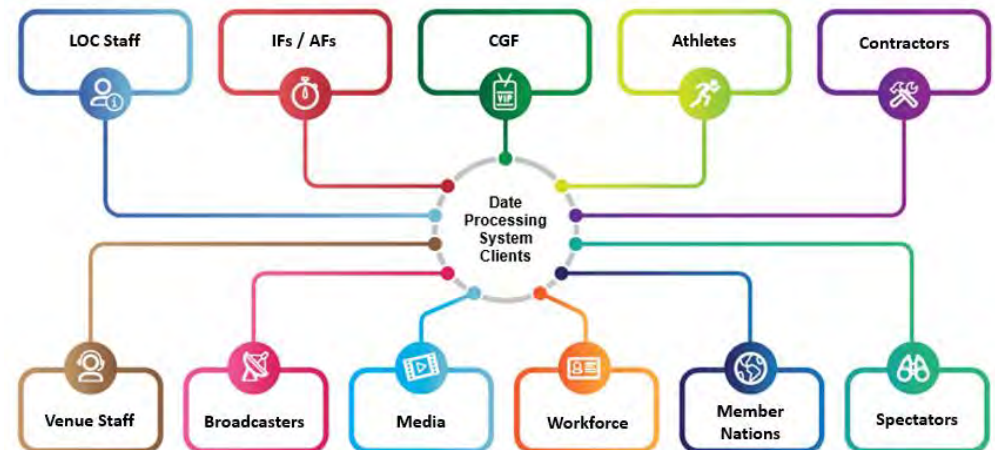 LOC Staff
IFs / AFs
CGF
Athletes
Contractors
VIP
Date
Processing
System
Clients
Venue Staff
Broadcasters
Media
Workforce
Member
Nations
Spectators